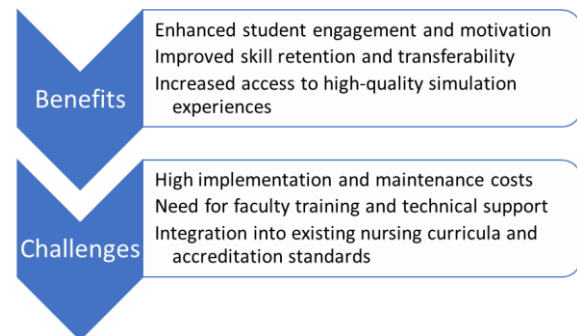 Benefits
Enhanced student engagement and motivation
Improved skill retention and transferability
Increased access to high-quality simulation
experiences
Challenges
High implementation and maintenance costs
Need for faculty training and technical support
Integration into existing nursing curricula and
accreditation standards